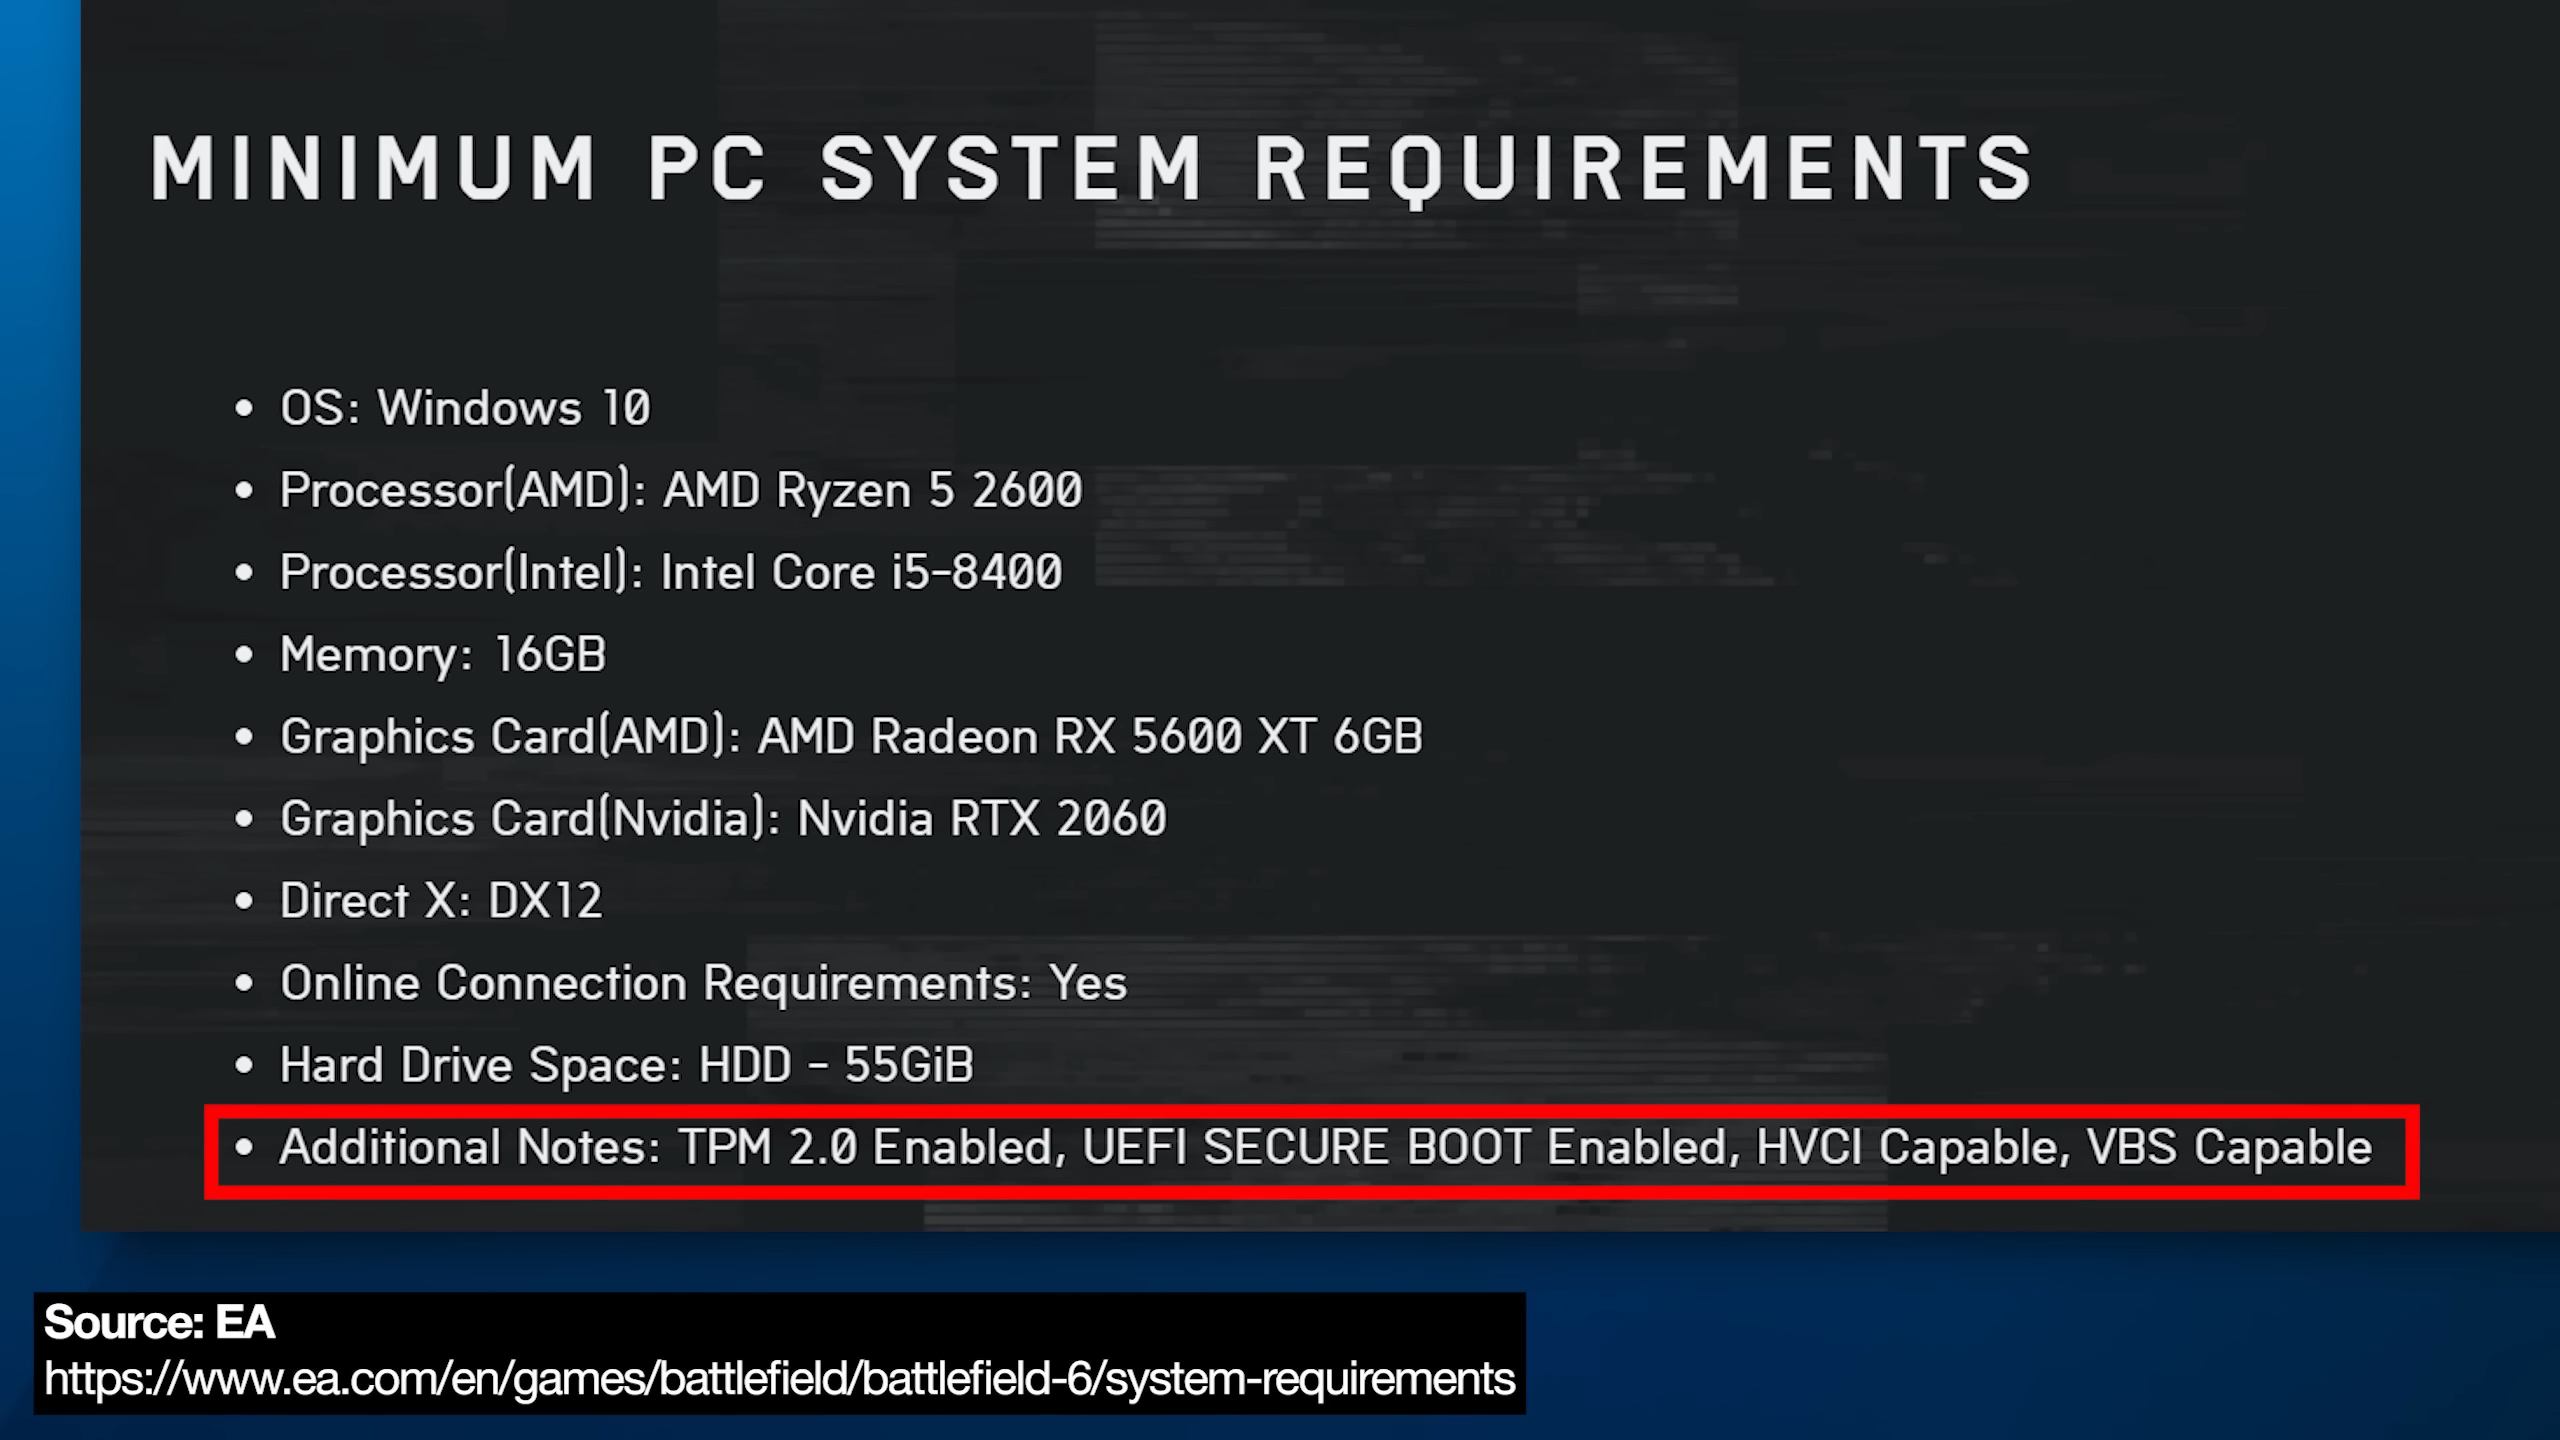 MINIMUM PC SYSTEM REQUIREMENTS
• OS: Windows 10
• Processor(AMD): AMD Ryzen 5 2600
• Processor(Intel): Intel Core i5-8400
• Memory: 16GB
• Graphics Card(AMD): AMD Radeon RX 5600 XT 6GB
• Graphics Card(Nvidia): Nvidia RTX 2060
• Direct X: DX12
• Online Connection Requirements: Yes
• Hard Drive Space: HDD - 55GiB
• Additional Notes: TPM 2.0 Enabled, UEFI SECURE BOOT Enabled, HVCI Capable, VBS Capable
Source: EA
https://www.ea.com/en/games/battlefield/battlefield-6/system-requirements